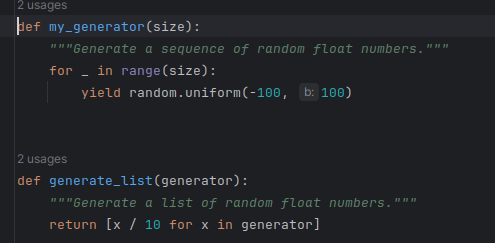 2 usages
def my_generator(size):
    """Generate a sequence of random float numbers."""
    for _ in range(size):
        yield random.uniform(-100, b: 100)
2 usages
def generate_list(generator):
    """Generate a list of random float numbers."""
    return [x / 10 for x in generator]